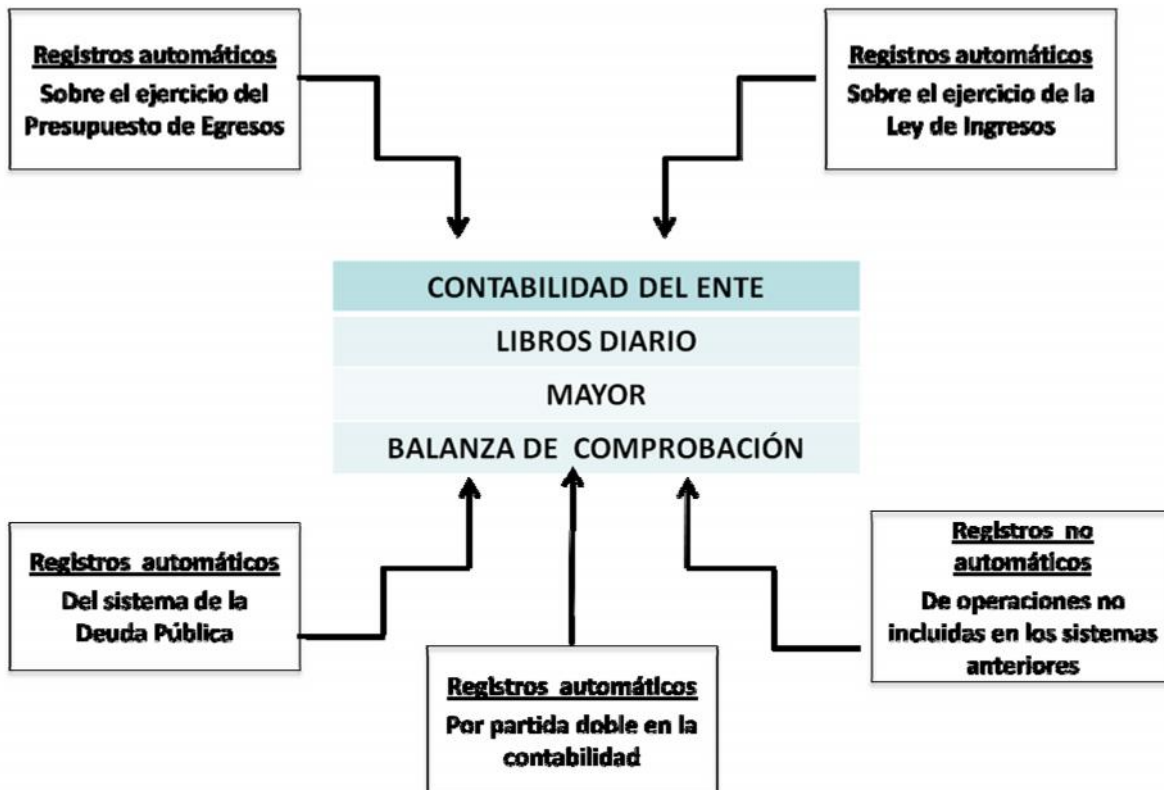 Registros automáticos
Sobre el ejercicio del
Presupuesto de Egresos
Registros automáticos
Sobre el ejercicio de la
Ley de Ingresos
CONTABILIDAD DEL ENTE
LIBROS DIARIO
MAYOR
BALANZA DE COMPROBACIÓN
Registros automáticos
Del sistema de la
Deuda Pública
Registros automáticos
Por partida doble en la
contabilidad
Registros no
automáticos
De operaciones no
incluidas en los sistemas
anteriores